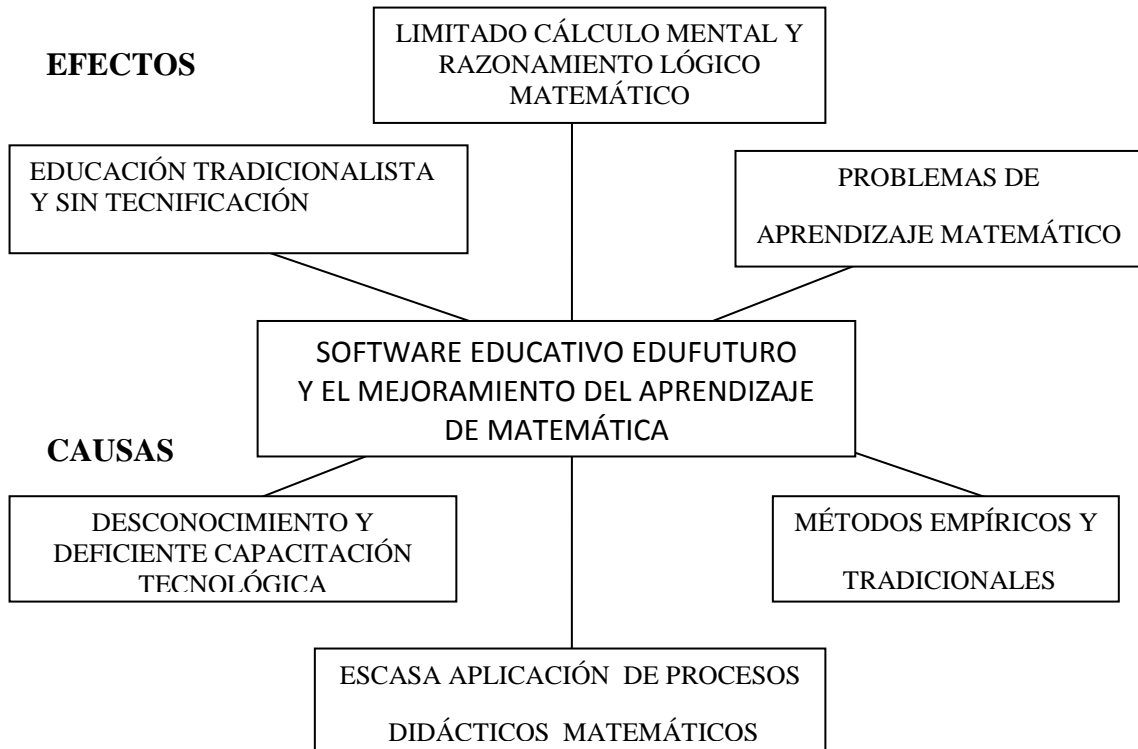 LIMITADO CÁLCULO MENTAL Y
RAZONAMIENTO LÓGICO
MATEMÁTICO
EFECTOS
EDUCACIÓN TRADICIONALISTA
Y SIN TECNIFICACIÓN
PROBLEMAS DE
APRENDIZAJE MATEMÁTICO
SOFTWARE EDUCATIVO EDUFUTURO
Y EL MEJORAMIENTO DEL APRENDIZAJE
DE MATEMÁTICA
CAUSAS
DESCONOCIMIENTO Y
DEFICIENTE CAPACITACIÓN
TECNOLÓGICA
MÉTODOS EMPÍRICOS Y
TRADICIONALES
ESCASA APLICACIÓN DE PROCESOS
DIDÁCTICOS MATEMÁTICOS